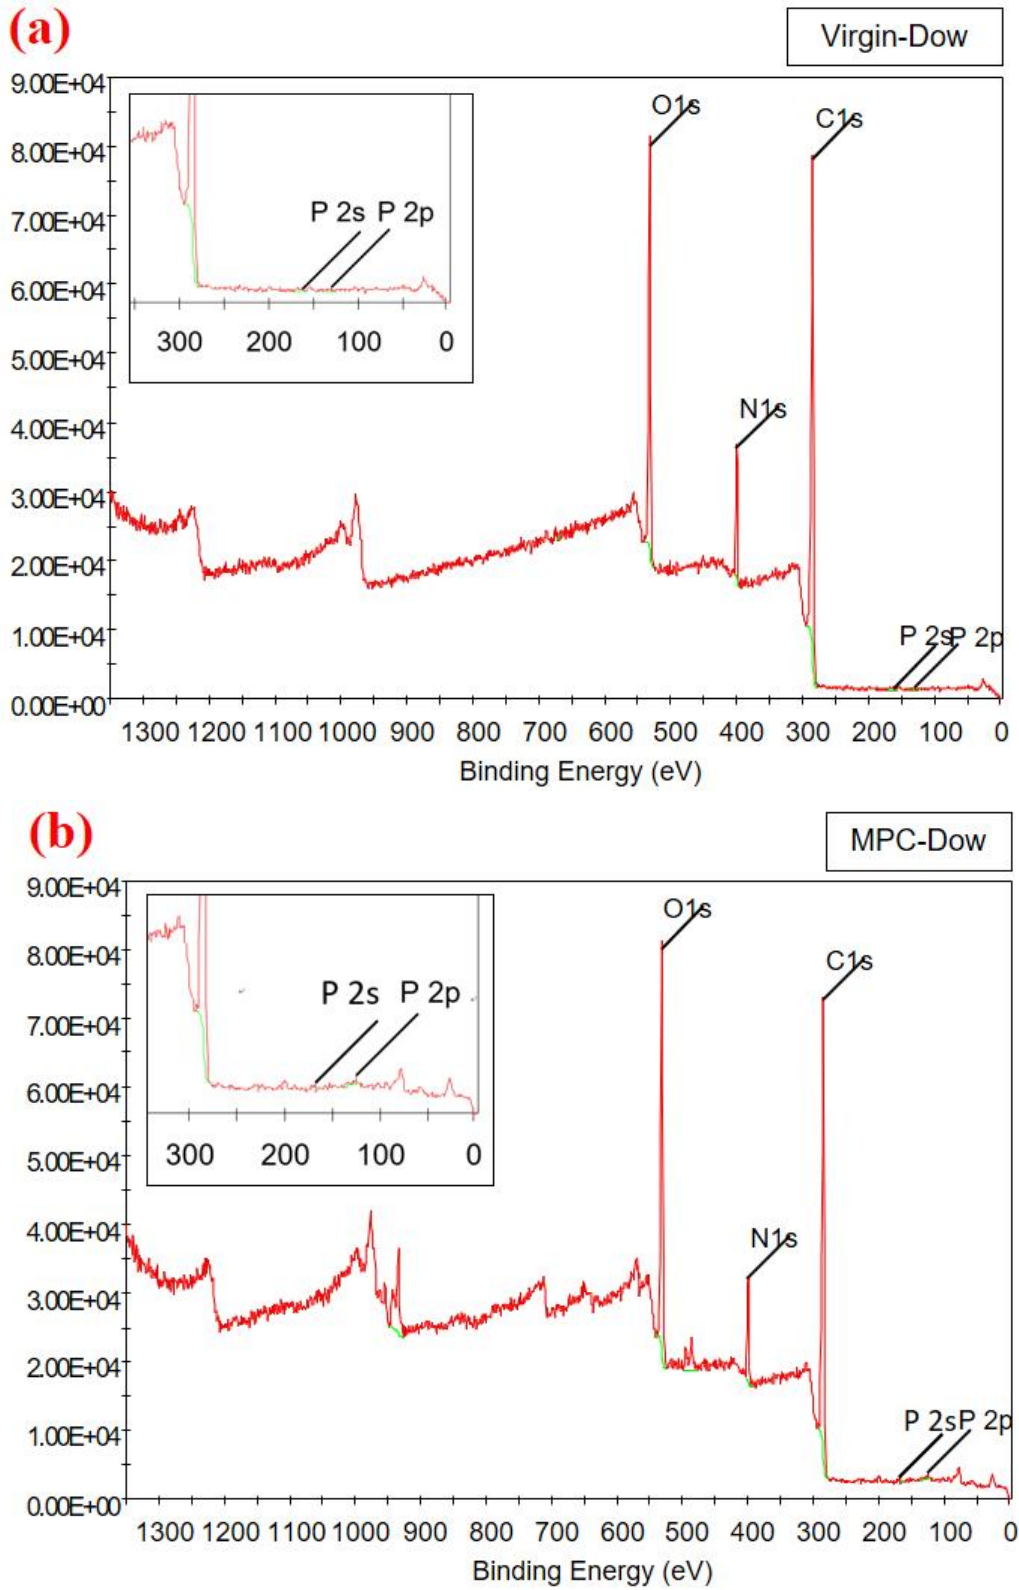 (a)
Virgin-Dow
9.00E+04
8.00E+04
7.00E+04
6.00E+04
5.00E+04
4.00E+04
3.00E+04
2.00E+04
1.00E+04
0.00E+00
O1s
C1s
N1s
P 2s P 2p
P 2s P 2p
300 200 100 0
1300 1200 1100 1000 900 800 700 600 500 400 300 200 100 0
Binding Energy (eV)
(b)
MPC-Dow
9.00E+04
8.00E+04
7.00E+04
6.00E+04
5.00E+04
4.00E+04
3.00E+04
2.00E+04
1.00E+04
0.00E+00
O1s
C1s
N1s
P 2s P 2p
P 2s P 2p
300 200 100 0
1300 1200 1100 1000 900 800 700 600 500 400 300 200 100 0
Binding Energy (eV)